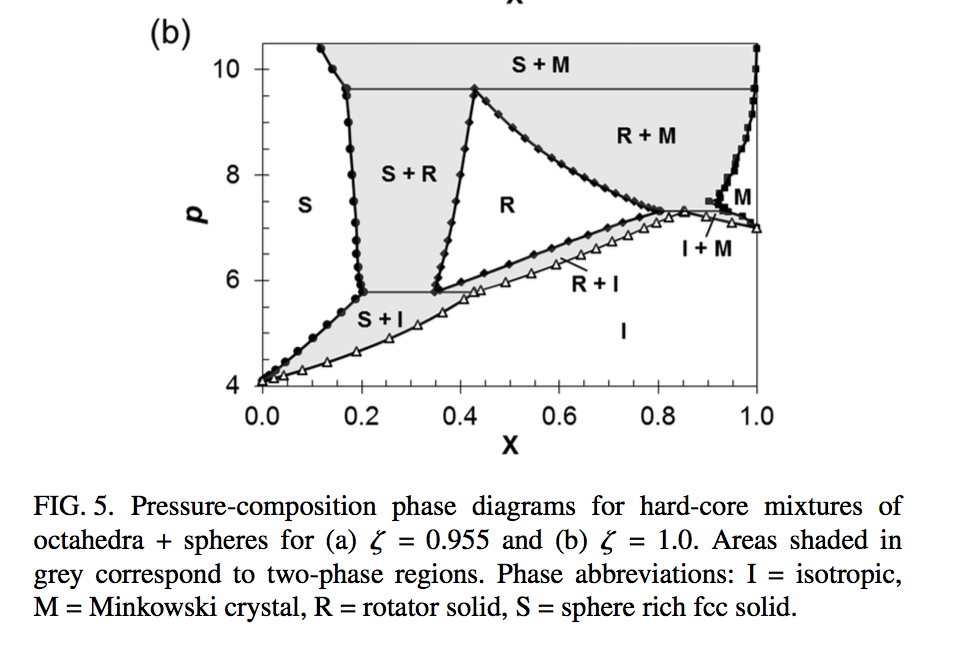 (b)
S + M
10
R + M
8
S + R
M
S
R
p
I + M
6
R + I
S + I
I
4
0.0 0.2 0.4 0.6 0.8 1.0
X
FIG. 5. Pressure-composition phase diagrams for hard-core mixtures of
octahedra + spheres for (a) ζ = 0.955 and (b) ζ = 1.0. Areas shaded in
grey correspond to two-phase regions. Phase abbreviations: I = isotropic,
M = Minkowski crystal, R = rotator solid, S = sphere rich fcc solid.